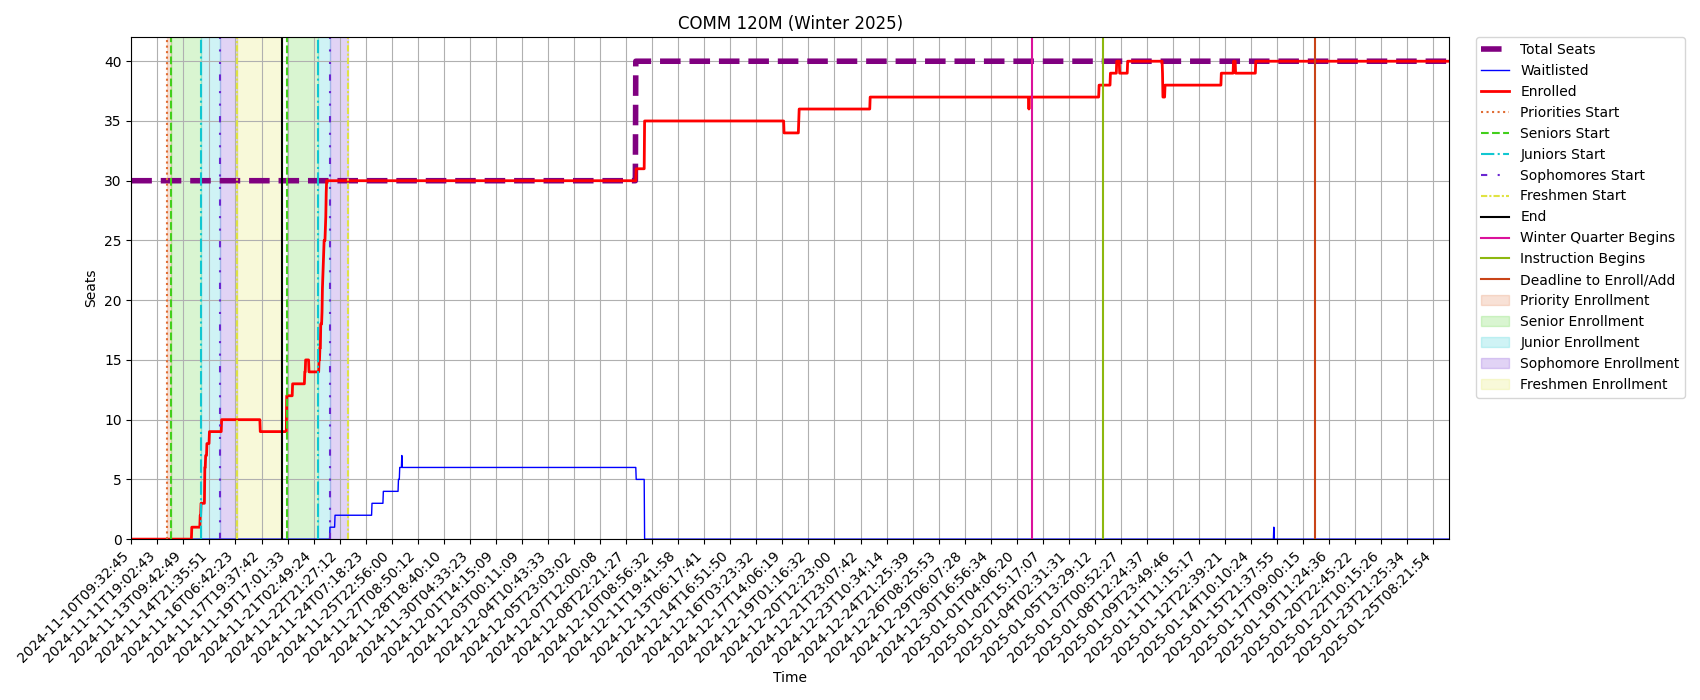 COMM 120M (Winter 2025)
Seats
40
35
30
25
20
15
10
5
0
2024-11-10T09:32:45
2024-11-11T19:02:43
2024-11-13T09:42:49
2024-11-14T21:35:51
2024-11-16T06:42:23
2024-11-17T19:37:42
2024-11-19T17:01:33
2024-11-21T02:49:24
2024-11-22T21:27:12
2024-11-24T07:18:23
2024-11-25T22:56:00
2024-11-27T08:50:12
2024-11-28T18:40:10
2024-11-30T04:33:23
2024-12-01T14:15:09
2024-12-03T00:11:09
2024-12-04T10:43:33
2024-12-05T23:03:02
2024-12-07T12:00:08
2024-12-08T22:21:27
2024-12-10T08:56:32
2024-12-11T19:41:58
2024-12-13T06:17:41
2024-12-14T16:51:50
2024-12-16T03:23:32
2024-12-17T14:06:19
2024-12-19T01:16:32
2024-12-20T12:23:00
2024-12-21T23:07:42
2024-12-23T10:34:14
2024-12-24T21:25:39
2024-12-26T08:25:53
2024-12-29T06:07:28
2024-12-30T16:56:34
2025-01-01T04:06:20
2025-01-02T15:17:07
2025-01-04T02:31:31
2025-01-05T13:29:12
2025-01-07T00:52:27
2025-01-08T12:24:37
2025-01-09T23:49:46
2025-01-11T11:15:17
2025-01-12T22:39:21
2025-01-14T10:10:24
2025-01-15T21:37:55
2025-01-17T09:00:15
2025-01-19T11:24:36
2025-01-20T22:45:22
2025-01-22T10:15:26
2025-01-23T21:25:34
2025-01-25T08:21:54
Time
Total Seats
Waitlisted
Enrolled
Priorities Start
Seniors Start
Juniors Start
Sophomores Start
Freshmen Start
End
Winter Quarter Begins
Instruction Begins
Deadline to Enroll/Add
Priority Enrollment
Senior Enrollment
Junior Enrollment
Sophomore Enrollment
Freshmen Enrollment